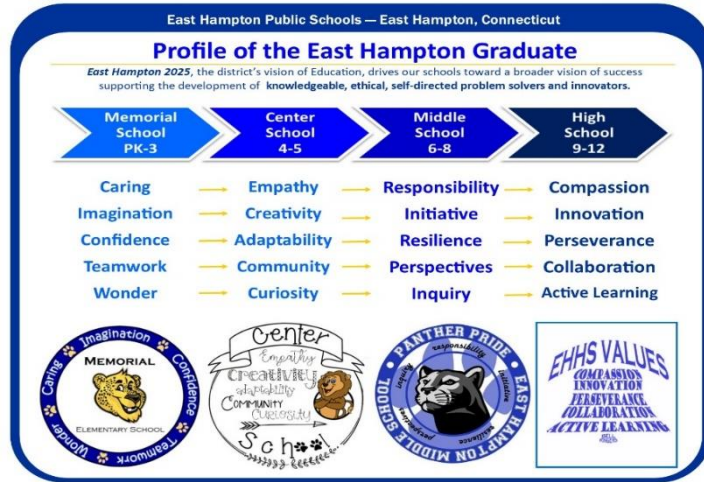 East Hampton Public Schools — East Hampton, Connecticut
Profile of the East Hampton Graduate
East Hampton 2025, the district's vision of Education, drives our schools toward a broader vision of success
supporting the development of knowledgeable, ethical, self-directed problem solvers and innovators.
Memorial
School
PK-3
Center
School
4-5
Middle
School
6-8
High
School
9-12
Caring → Empathy → Responsibility → Compassion
Imagination → Creativity → Initiative → Innovation
Confidence → Adaptability → Resilience → Perseverance
Teamwork → Community → Perspectives → Collaboration
Wonder → Curiosity → Inquiry → Active Learning
Caring Imagination Confidence Teamwork Wonder
MEMORIAL
ELEMENTARY SCHOOL
Center
Empathy
Creativity
adaptability
Community
Curiosity
School
PANTHER PRIDE
EAST HAMPTON MIDDLE SCHOOL
responsibility
initiative
resilience
perspectives
inquiry
EHHS VALUES
COMPASSION
INNOVATION
PERSEVERANCE
COLLABORATION
ACTIVE LEARNING